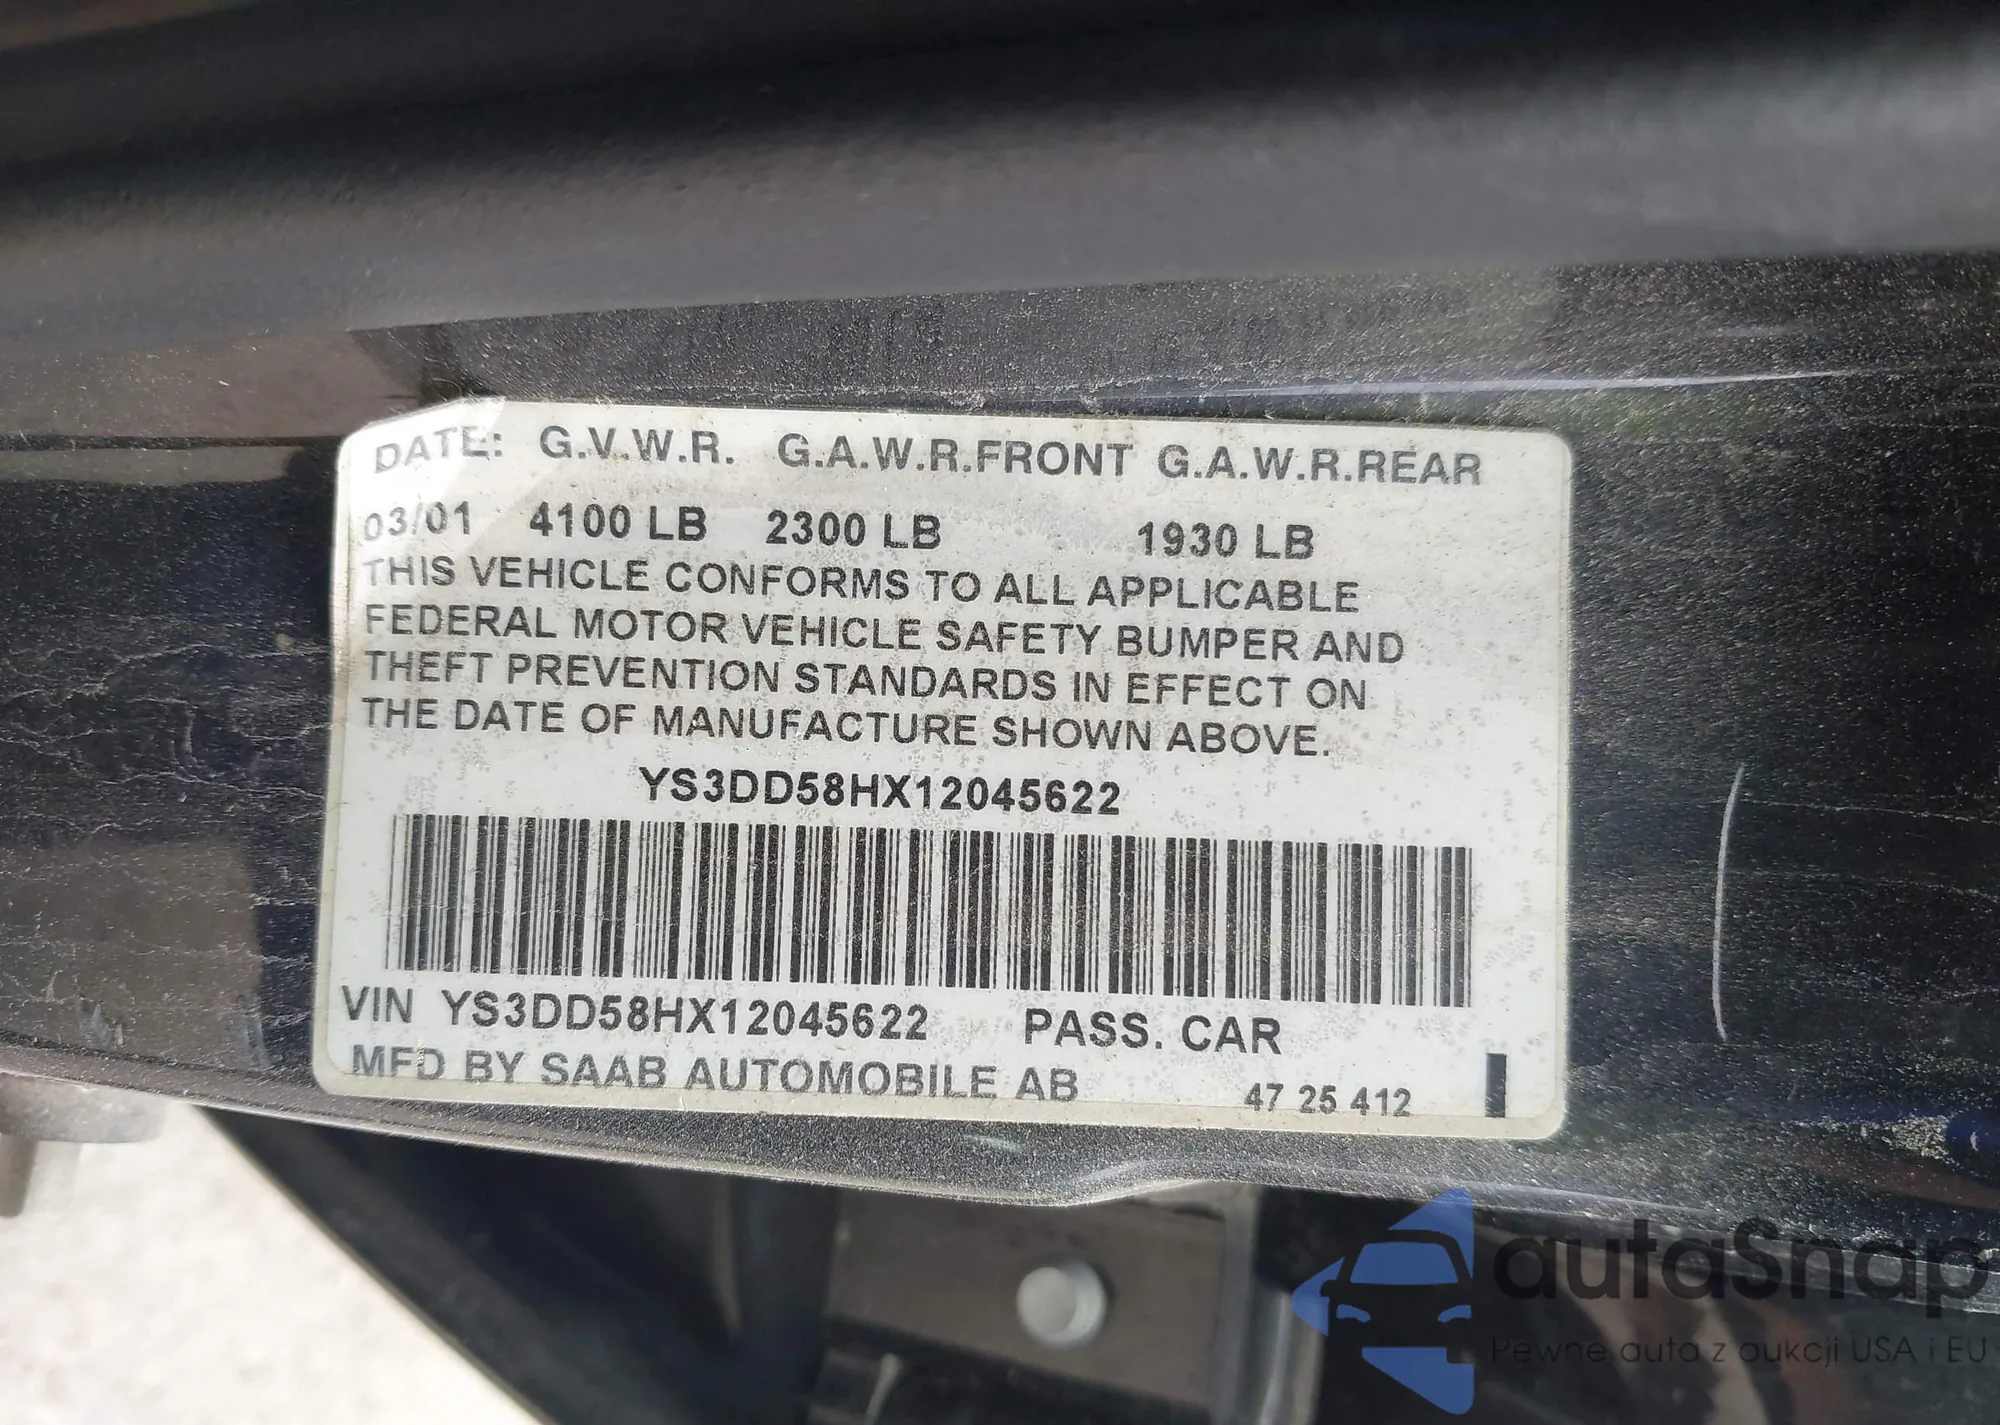 DATE: G.V.W.R. G.A.W.R.FRONT G.A.W.R.REAR
03/01 4100 LB 2300 LB 1930 LB
THIS VEHICLE CONFORMS TO ALL APPLICABLE
FEDERAL MOTOR VEHICLE SAFETY BUMPER AND
THEFT PREVENTION STANDARDS IN EFFECT ON
THE DATE OF MANUFACTURE SHOWN ABOVE.
YS3DD58HX12045622
VIN YS3DD58HX12045622 PASS. CAR
MFD BY SAAB AUTOMOBILE AB 47 25 412
autaSnap
Pewne auta z aukcji USA i EU